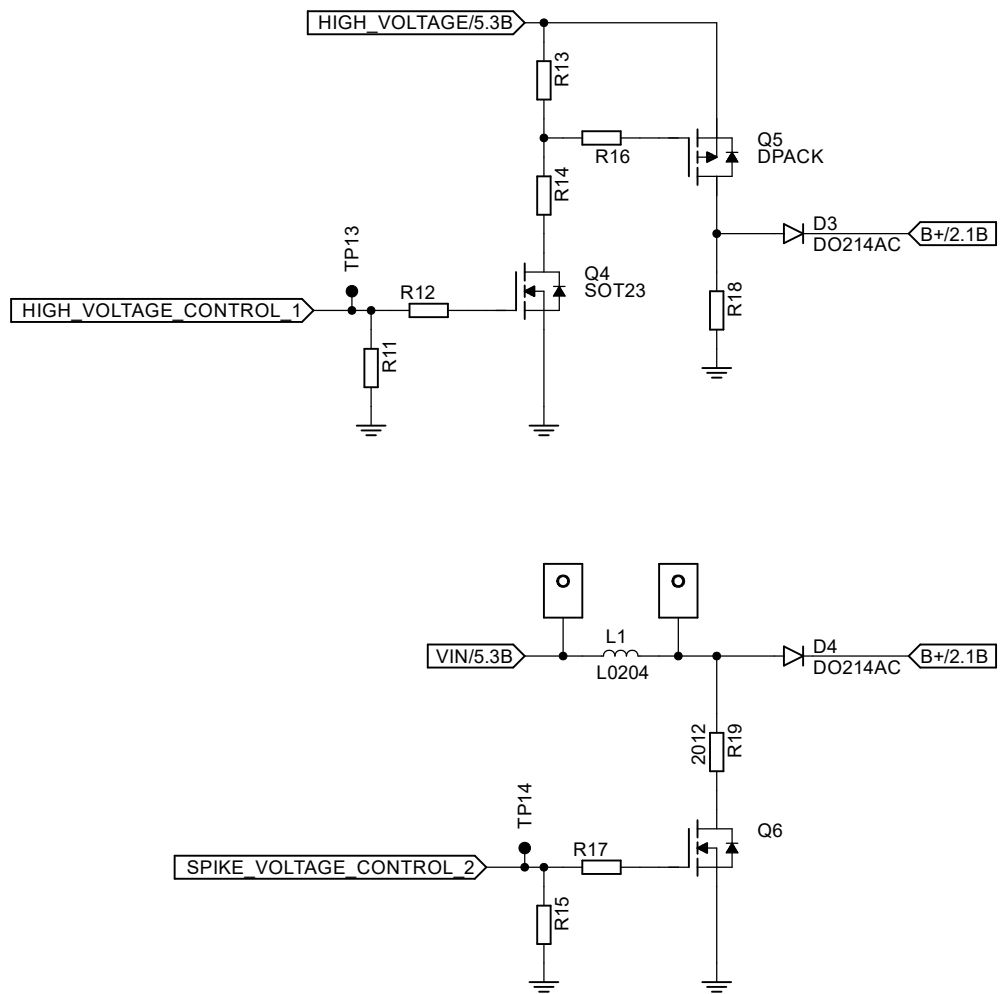 HIGH_VOLTAGE/5.3B
R13
R16
Q5
DPACK
R14
TP13
D3
DO214AC
B+/2.1B
Q4
SOT23
R12
HIGH_VOLTAGE_CONTROL_1
R18
R11
L1
VIN/5.3B
L0204
D4
DO214AC
B+/2.1B
2012
R19
TP14
Q6
R17
SPIKE_VOLTAGE_CONTROL_2
R15